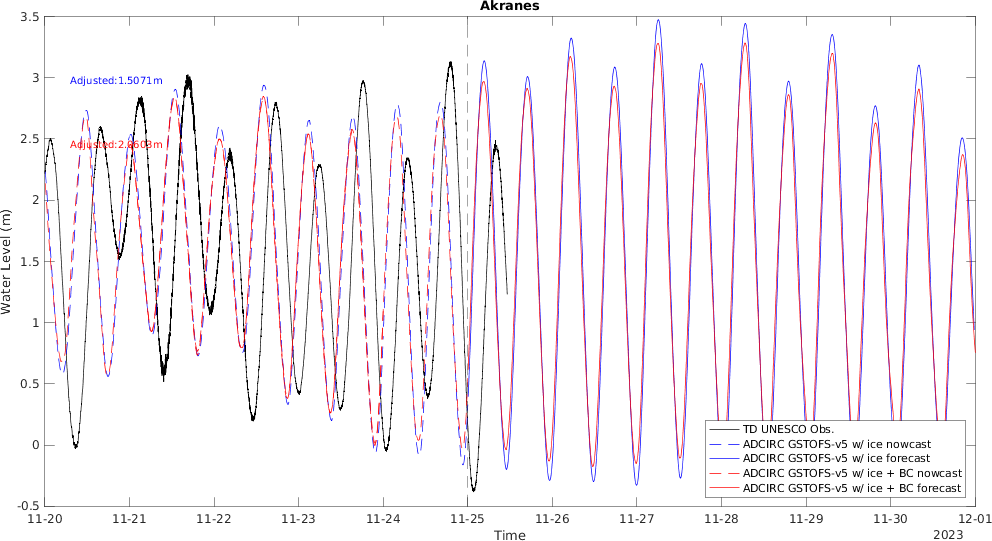 Akranes
3.5
3
2.5
2
1.5
1
0.5
0
-0.5
Water Level (m)
Adjusted:1.5071m
TD UNESCO Obs.
ADCIRC GSTOFS-v5 w/ ice nowcast
ADCIRC GSTOFS-v5 w/ ice forecast
ADCIRC GSTOFS-v5 w/ ice + BC nowcast
ADCIRC GSTOFS-v5 w/ ice + BC forecast
11-20 11-21 11-22 11-23 11-24 11-25 11-26 11-27 11-28 11-29 11-30 12-01
Time
2023